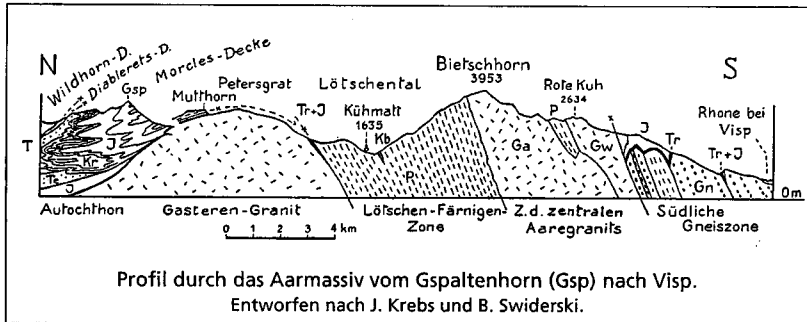 N
S
Wildhorn-D.
Diablerets-D.
Morcles-Decke
Gsp
Mutthorn
Petersgrat
Tr+J
Lötschental
Kühmatt
1635
Kb
Bietschhorn
3953
Rote Kuh
2634
P
J
Tr
Rhone bei
Visp
Tr+J
T
J
Kr
Tr
J
P
Ga
Gw
Gn
0m
Autochthon
Gasteren-Granit
Lötschen-Färnigen-
Zone
Z.d.zentralen
Aaregranits
Südliche
Gneiszone
0 1 2 3 4 km
Profil durch das Aarmassiv vom Gspaltenhorn (Gsp) nach Visp.
Entworfen nach J. Krebs und B. Swiderski.